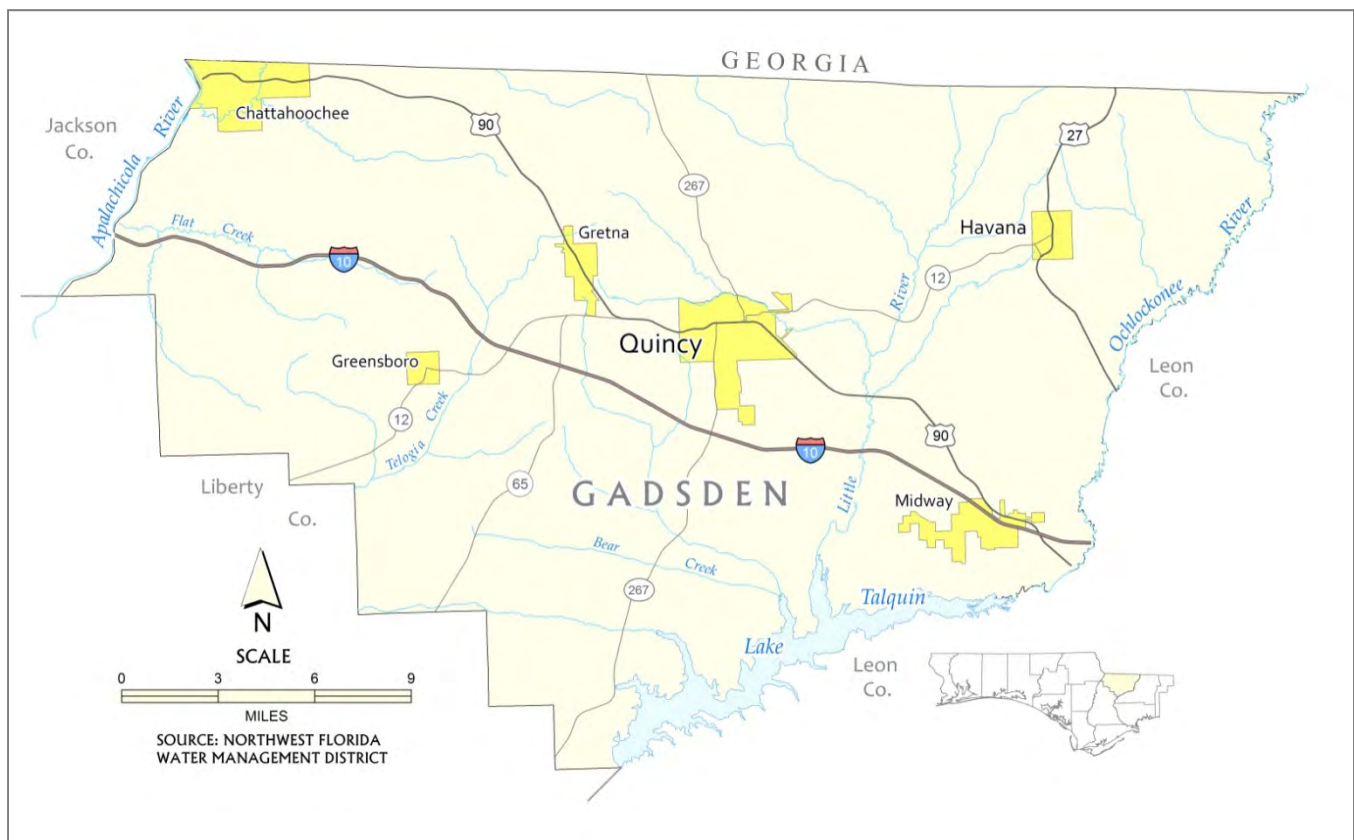 GEORGIA
Chattahoochee
Jackson
Co.
Apalachicola River
90
27
267
Flat Creek
Gretna
Havana
10
12
River
Ochlockonee River
Quincy
Greensboro
Leon
Co.
12
Telogia Creek
90
10
65
Liberty
Co.
GADSDEN
Little
Midway
Bear Creek
267
Lake Talquin
N
SCALE
0 3 6 9
MILES
SOURCE: NORTHWEST FLORIDA
WATER MANAGEMENT DISTRICT
Leon
Co.